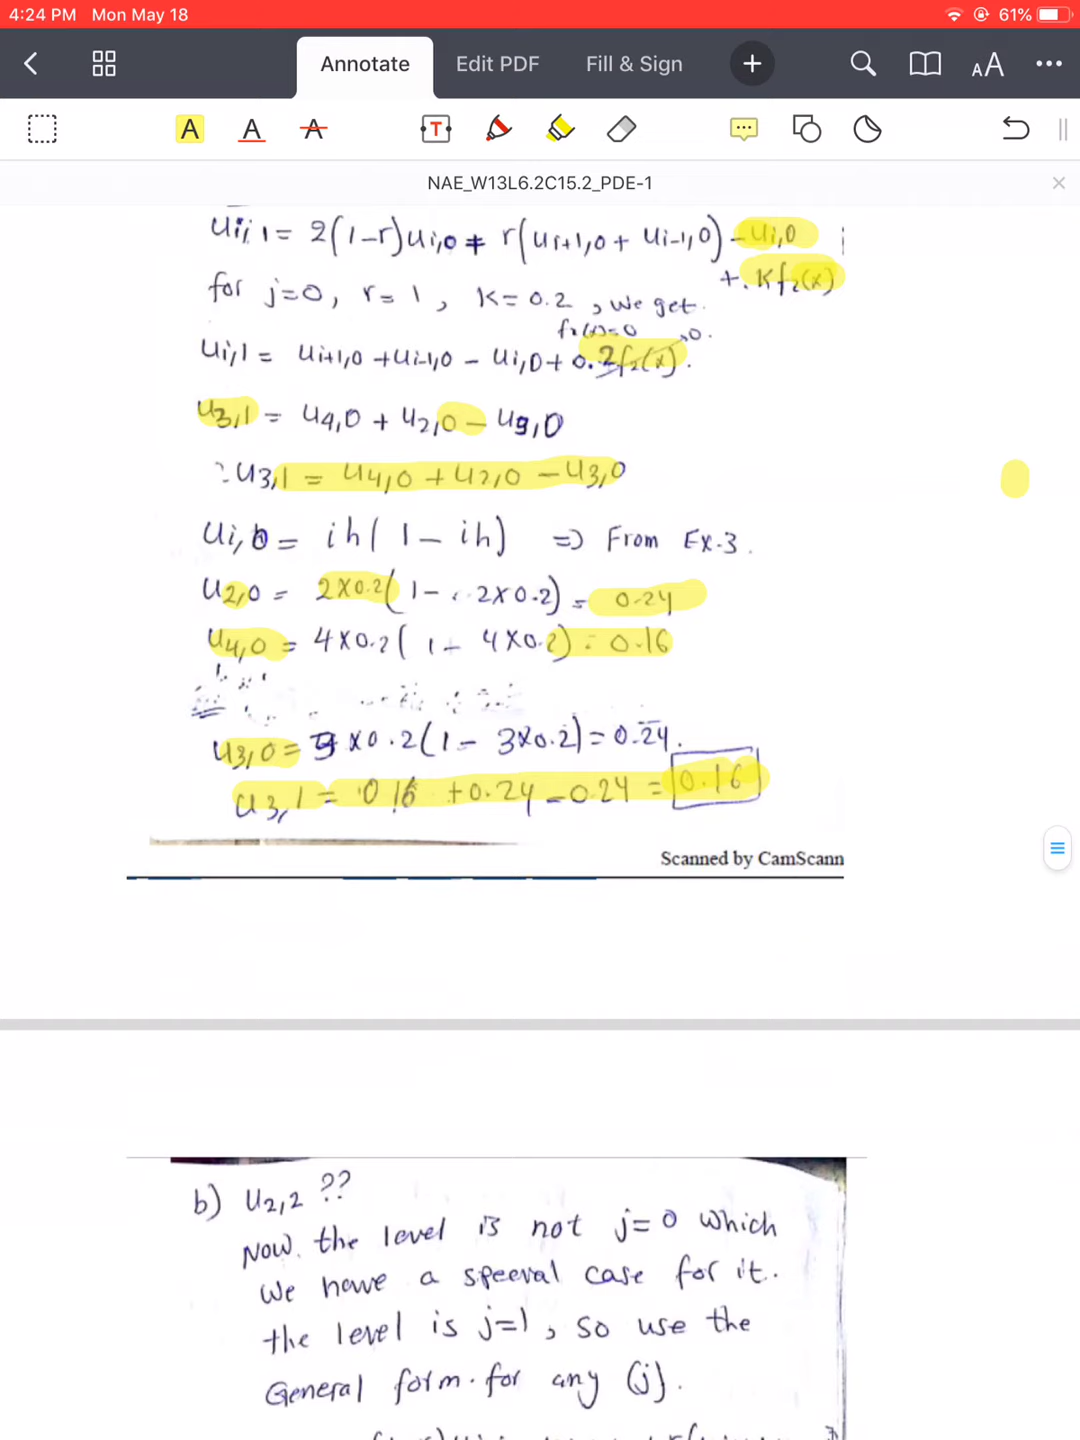 4:24 PM Mon May 18 61%
Annotate Edit PDF Fill & Sign
NAE_W13L6.2C15.2_PDE-1
ui,1 = 2(1-r)ui,0 + r(ui+1,0 + ui-1,0) - ui,0
+ . K f2(x)
for j=0, r=1, K=0.2, we get.
f2(x)=0 0.
ui,1 = ui+1,0 + ui-1,0 - ui,0 + 0.2f2(x).
u3,1 = u4,0 + u2,0 - u3,0
∴ u3,1 = u4,0 + u2,0 - u3,0
ui,0 = ih(1 - ih) => From Ex.3.
u2,0 = 2x0.2(1- 2x0.2) = 0.24
u4,0 = 4x0.2(1- 4x0.2) = 0.16
u3,0 = 3x0.2(1- 3x0.2) = 0.24.
u3,1 = 0.16 + 0.24 - 0.24 = 0.16
Scanned by CamScann
b) u2,2 ??
Now. the level is not j=0 which
we have a speeval case for it.
the level is j=1, so use the
General form. for any (j).